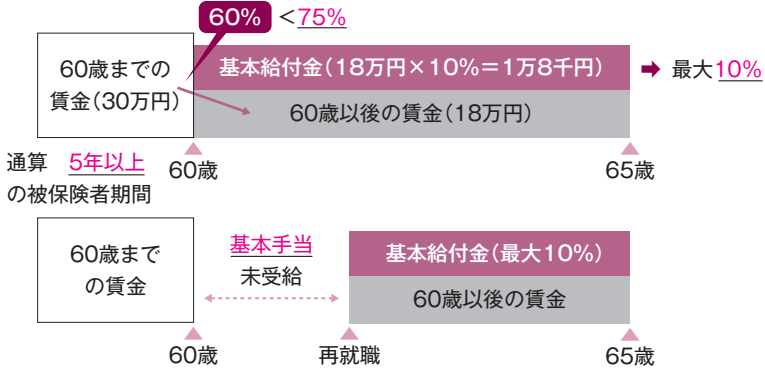 60% <75%
60歳までの
賃金(30万円)
基本給付金(18万円×10%=1万8千円)
最大10%
60歳以後の賃金(18万円)
通算 5年以上
の被保険者期間
60歳
65歳
60歳まで
の賃金
基本手当
未受給
基本給付金(最大10%)
60歳以後の賃金
60歳
再就職
65歳